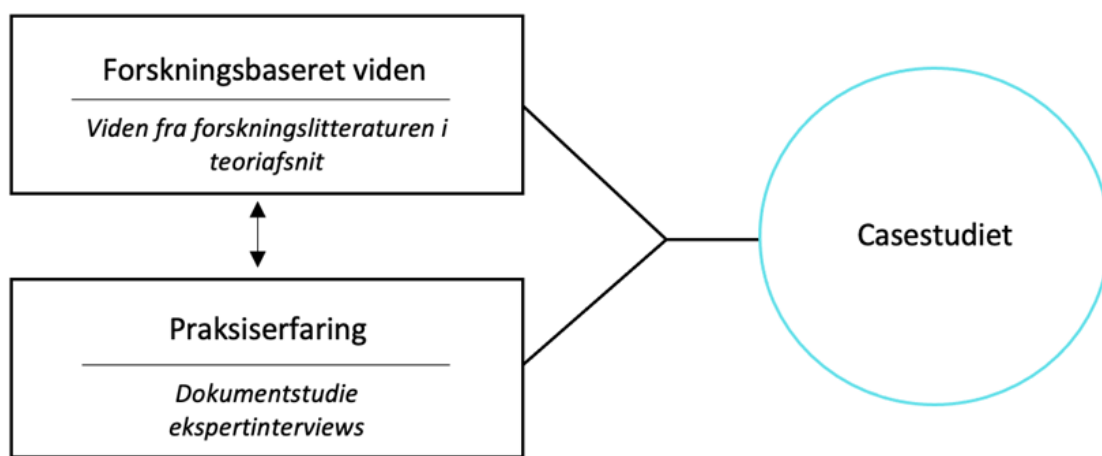 Forskningsbaseret viden
Viden fra forskningslitteraturen i
teoriafsnit
Praksiserfaring
Dokumentstudie
ekspertinterviews
Casestudiet